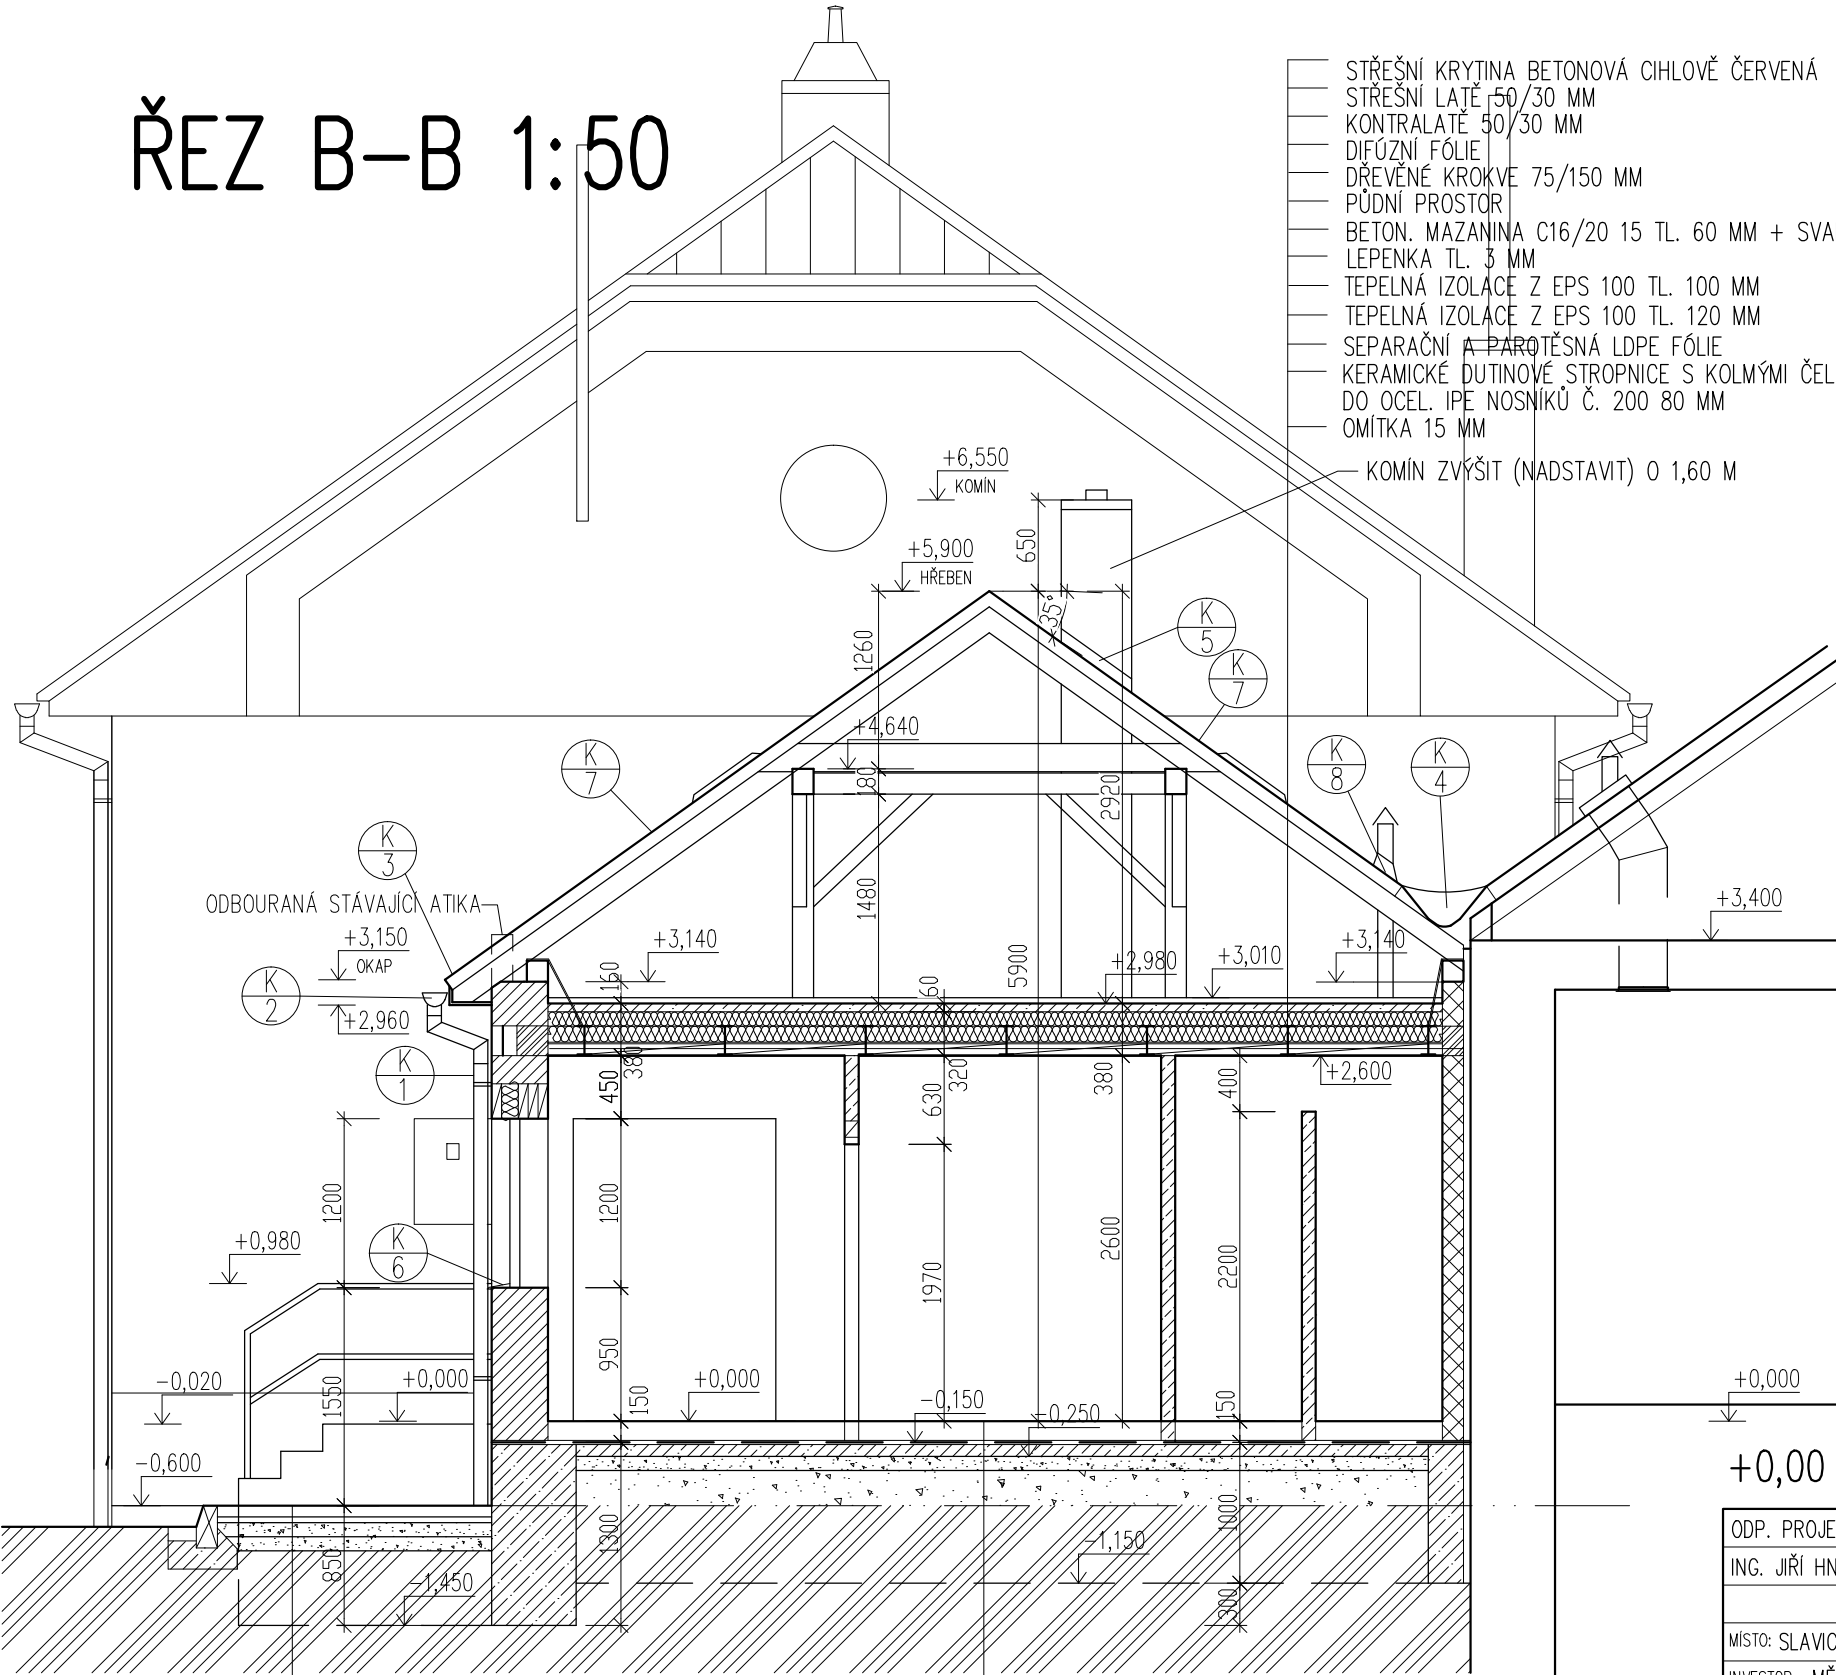 ŘEZ B-B 1:50
STŘEŠNÍ KRYTINA BETONOVÁ CIHLOVĚ ČERVENÁ
STŘEŠNÍ LATĚ 50/30 MM
KONTRALATĚ 50/30 MM
DIFÚZNÍ FÓLIE
DŘEVĚNÉ KROKVE 75/150 MM
PŮDNÍ PROSTOR
BETON. MAZANINA C16/20 15 TL. 60 MM + SVA
LEPENKA TL. 3 MM
TEPELNÁ IZOLACE Z EPS 100 TL. 100 MM
TEPELNÁ IZOLACE Z EPS 100 TL. 120 MM
SEPARAČNÍ A PAROTĚSNÁ LDPE FÓLIE
KERAMICKÉ DUTINOVÉ STROPNICE S KOLMÝMI ČEL
DO OCEL. IPE NOSNÍKŮ Č. 200 80 MM
OMÍTKA 15 MM
KOMÍN ZVÝŠIT (NADSTAVIT) O 1,60 M
+6,550
KOMÍN
650
+5,900
HŘEBEN
35°
K
5
1260
K
7
+4,640
K
7
180
2920
K
8
K
4
K
3
ODBOURANÁ STÁVAJÍCÍ ATIKA
1480
+3,400
+3,150
OKAP
+3,140
+3,140
+2,980
+3,010
160
5900
60
K
2
+2,960
K
1
380
450
320
630
380
400
+2,600
1200
1200
1970
2600
2200
+0,980
K
6
950
-0,020
1550
+0,000
150
+0,000
-0,150
-0,250
150
+0,000
-0,600
+0,00
1300
1000
850
-1,450
-1,150
300
ODP. PROJE
ING. JIŘÍ HN
MÍSTO: SLAVIC
INVESTOR: MĚ